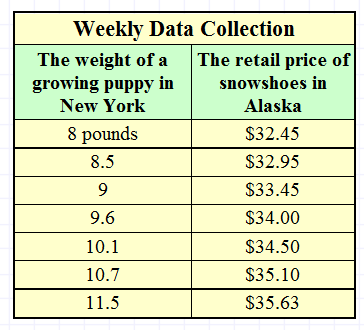 Weekly Data Collection
The weight of a growing puppy in New York
The retail price of snowshoes in Alaska
8 pounds $32.45
8.5 $32.95
9 $33.45
9.6 $34.00
10.1 $34.50
10.7 $35.10
11.5 $35.63